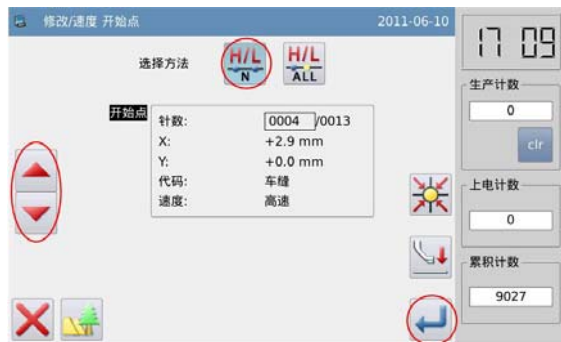 修改/速度 开始点
2011-06-10
17 09
选择方法
H/L
N
H/L
ALL
开始点
针数: 0004 /0013
X: +2.9 mm
Y: +0.0 mm
代码: 车缝
速度: 高速
生产计数
0
clr
上电计数
0
累积计数
9027